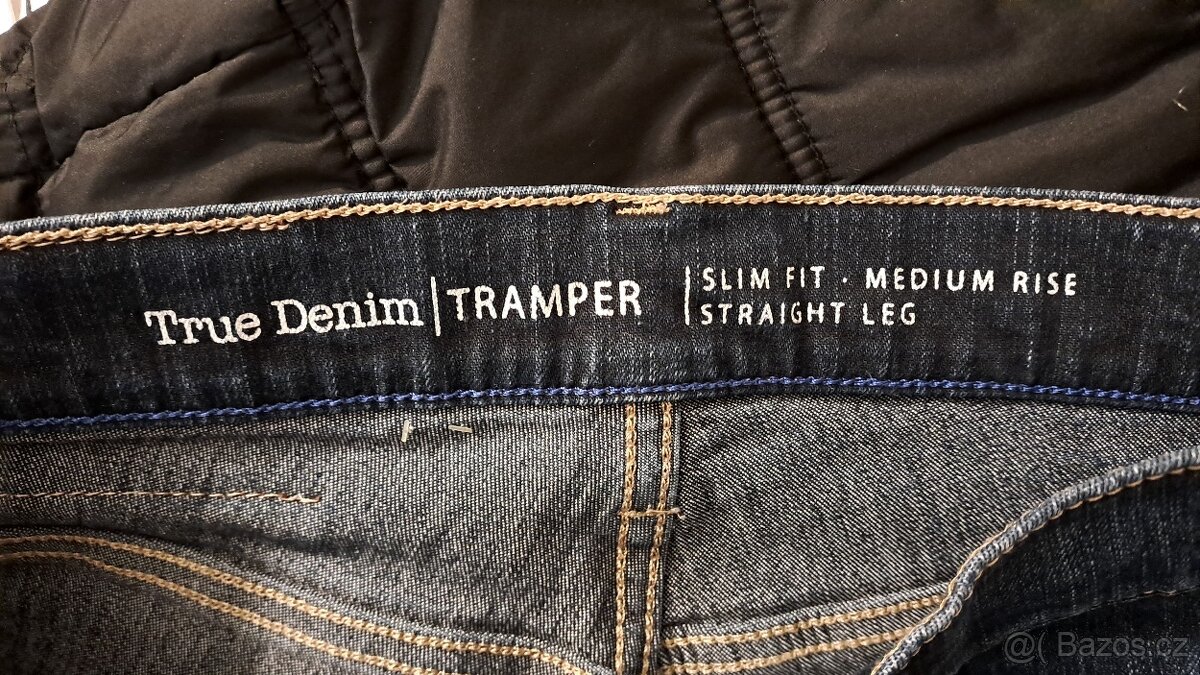 True Denim | TRAMPER | SLIM FIT · MEDIUM RISE
STRAIGHT LEG
@( Bazos.cz